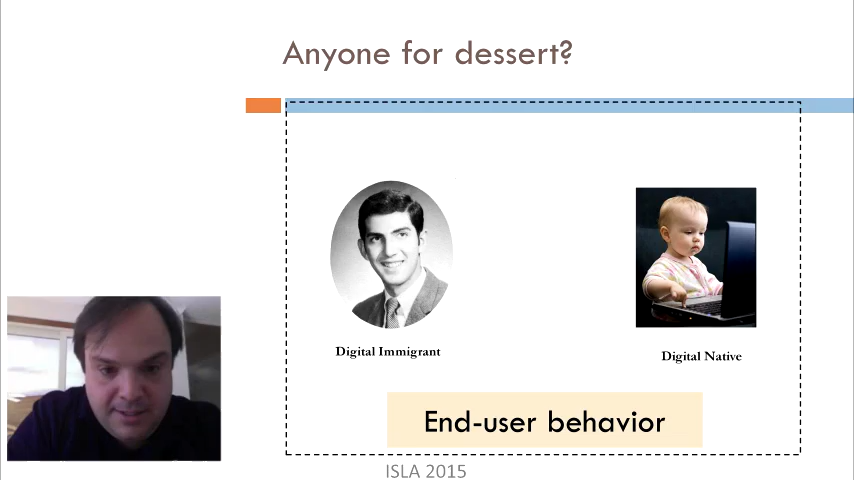 Anyone for dessert?
Digital Immigrant
Digital Native
End-user behavior
ISLA 2015